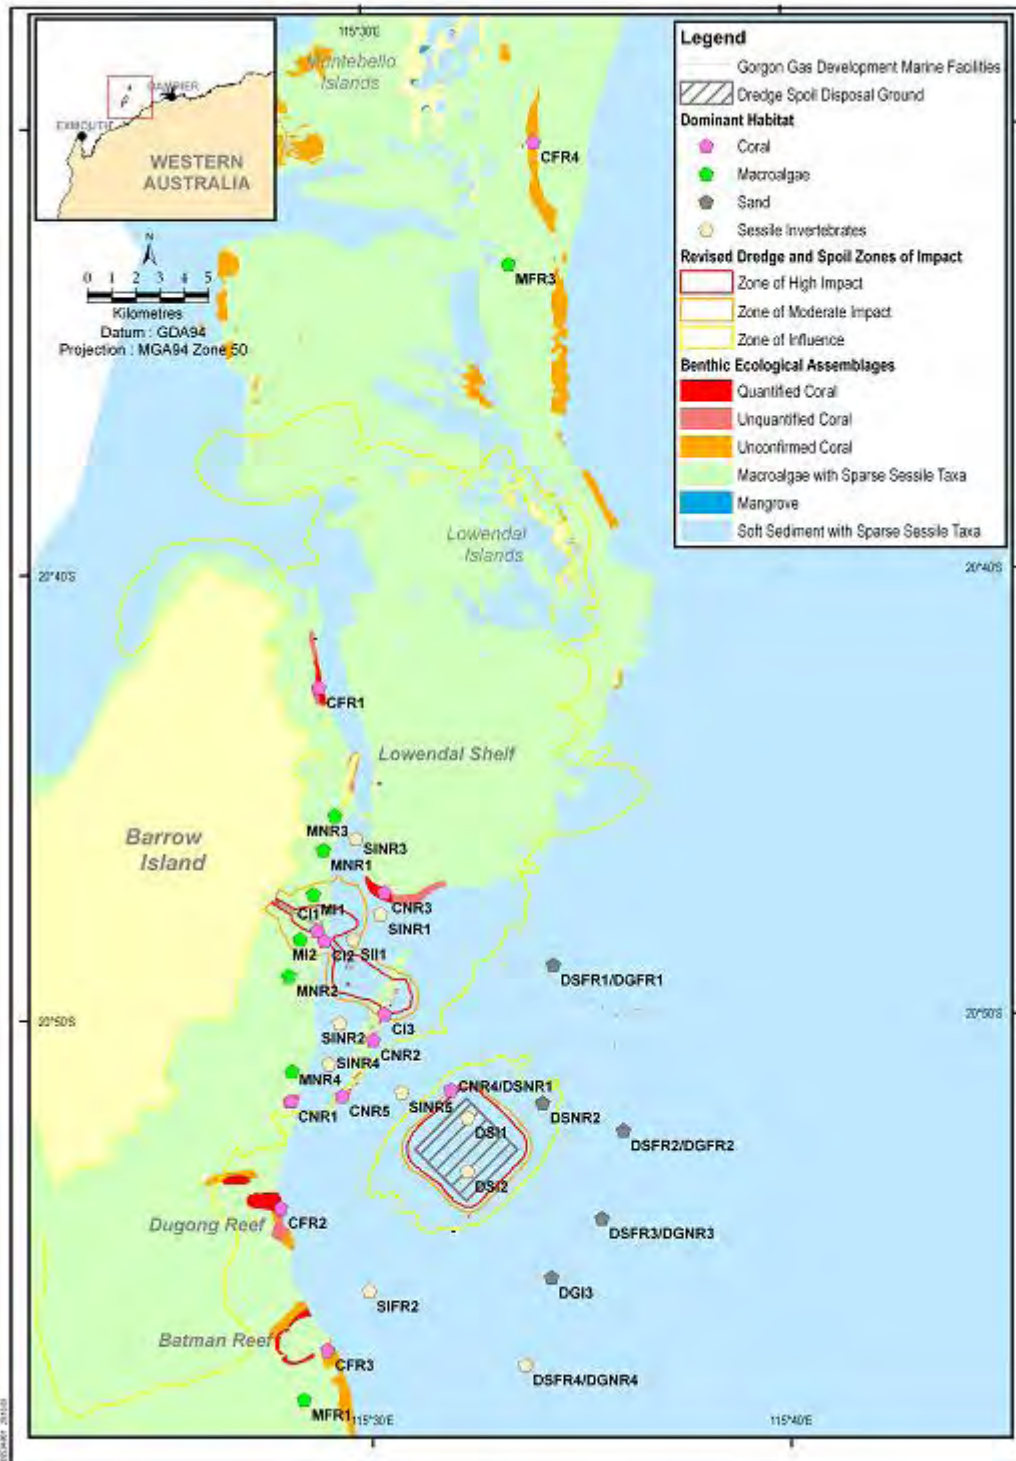 115°30'E
Montebello
Islands
DAMPIER
EXMOUTH
WESTERN
AUSTRALIA
N
0 1 2 3 4 5
Kilometres
Datum : GDA94
Projection : MGA94 Zone 50
Legend
Gorgon Gas Development Marine Facilities
Dredge Spoil Disposal Ground
Dominant Habitat
Coral
Macroalgae
Sand
Sessile Invertebrates
Revised Dredge and Spoil Zones of Impact
Zone of High Impact
Zone of Moderate Impact
Zone of Influence
Benthic Ecological Assemblages
Quantified Coral
Unquantified Coral
Unconfirmed Coral
Macroalgae with Sparse Sessile Taxa
Mangrove
Soft Sediment with Sparse Sessile Taxa
CFR4
MFR3
Lowendal
Islands
20°40'S
20°40'S
CFR1
Lowendal Shelf
Barrow
Island
MNR3
SINR3
MNR1
CNR3
MI1
CI1
SINR1
MI2
CI2
SII1
MNR2
DSFR1/DGFR1
CI3
20°50'S
20°50'S
SINR2
CNR2
SINR4
MNR4
CNR4/DSNR1
CNR1
CNR5
SINR5
DSNR2
DSI1
DSFR2/DGFR2
DSI2
Dugong Reef
CFR2
DSFR3/DGNR3
DGI3
SIFR2
Batman Reef
CFR3
DSFR4/DGNR4
MFR1
115°30'E
115°40'E